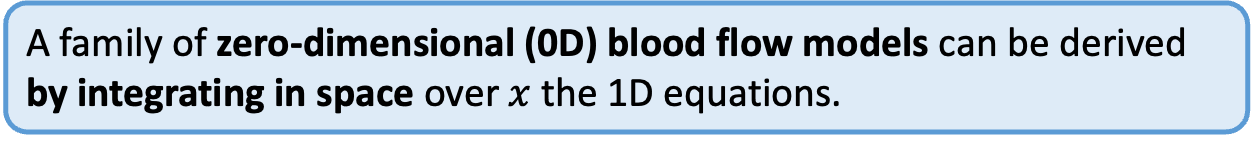 A family of zero-dimensional (0D) blood flow models can be derived
by integrating in space over x the 1D equations.